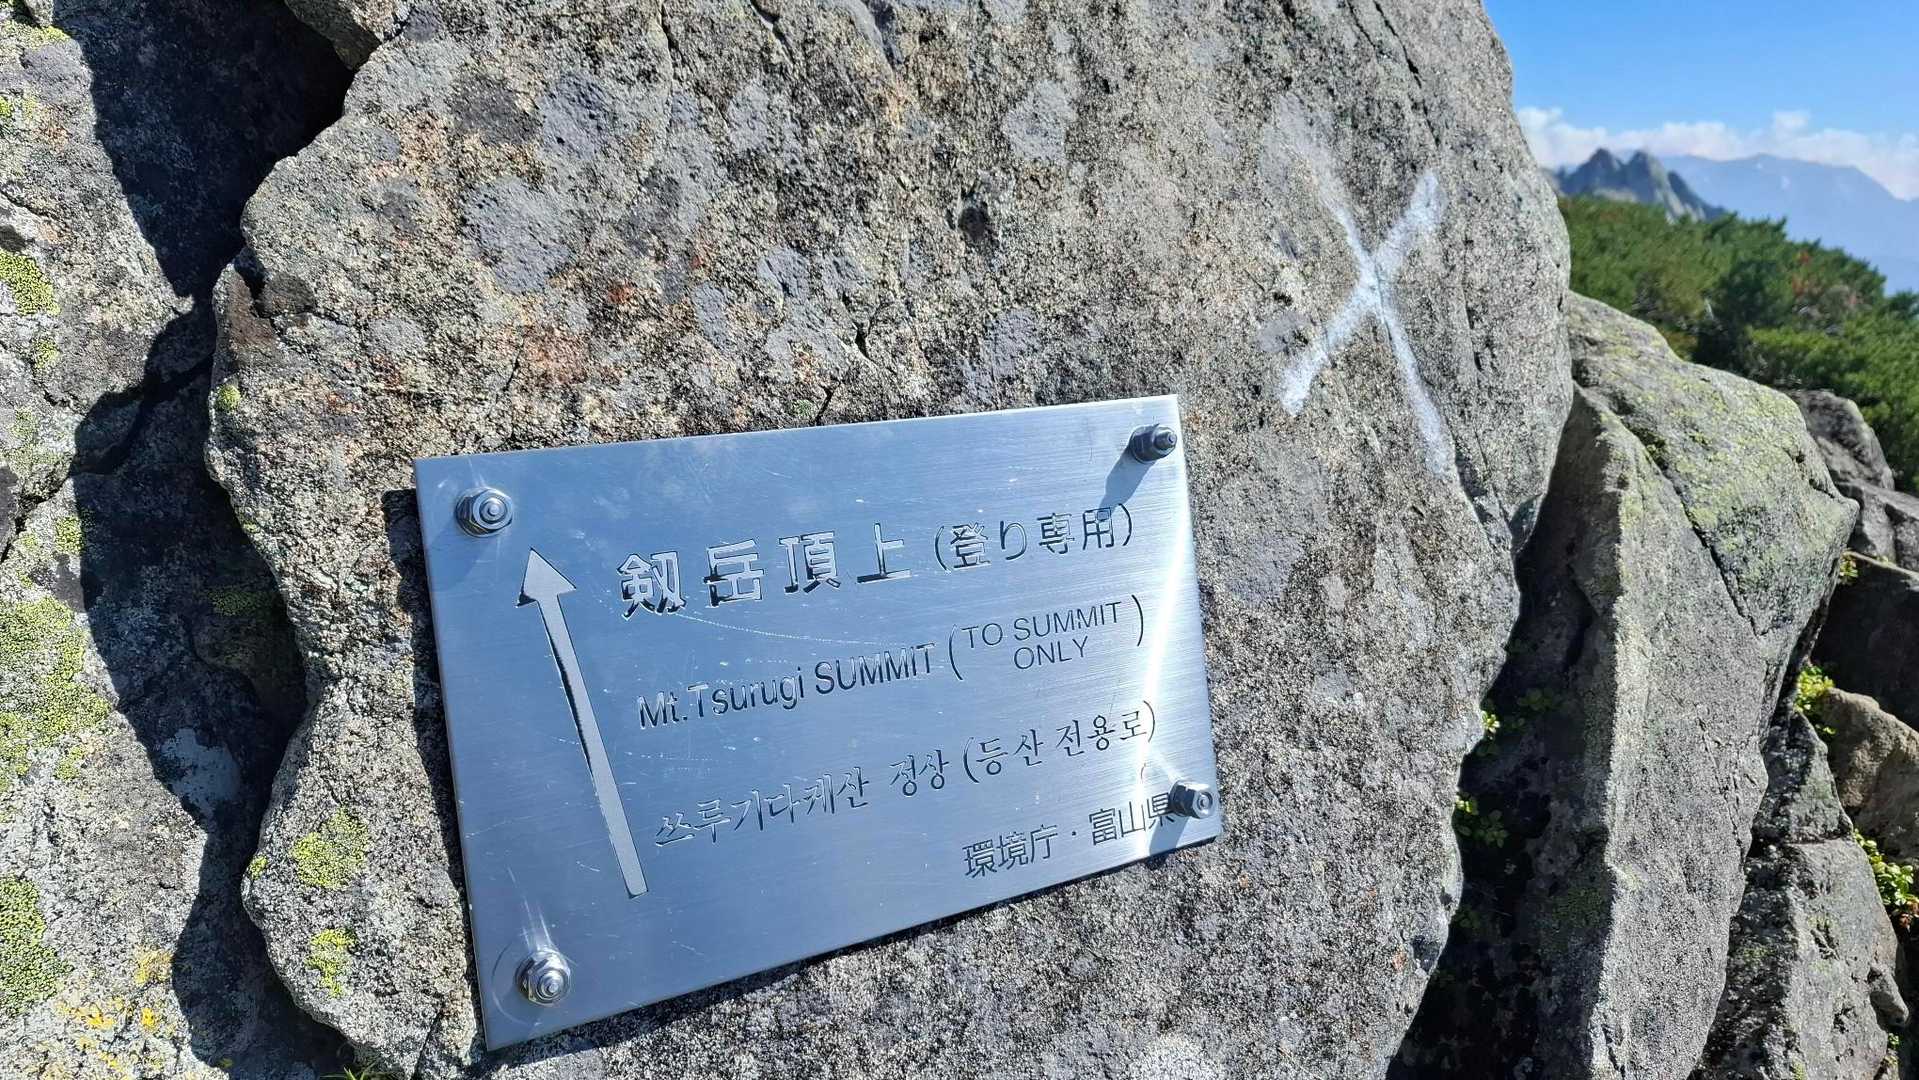 剱岳頂上(登り専用)
Mt.Tsurugi SUMMIT (TO SUMMIT ONLY)
쓰루기다케산 정상 (등산 전용로)
環境庁・富山県